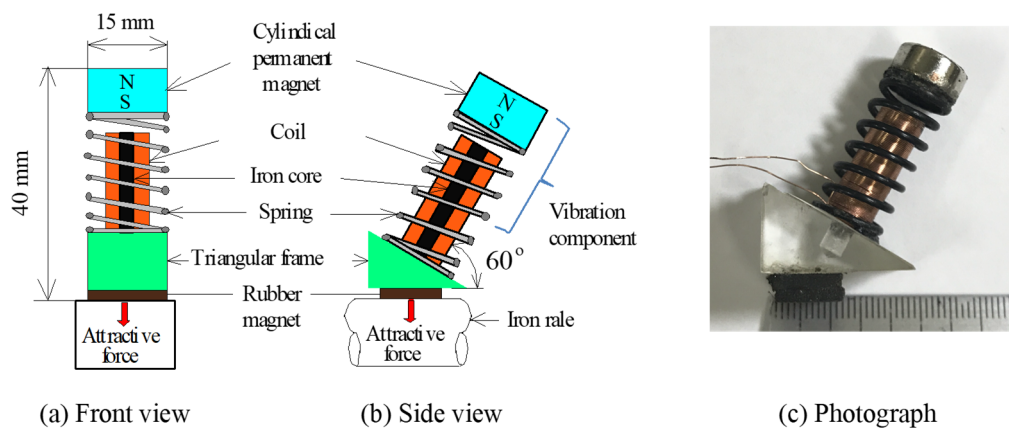 15 mm
40 mm
N
S
Cylindical
permanent
magnet
Coil
Iron core
Spring
Triangular frame
Rubber
magnet
Attractive
force
N
S
Vibration
component
60°
Iron rale
Attractive
force
(a) Front view
(b) Side view
(c) Photograph